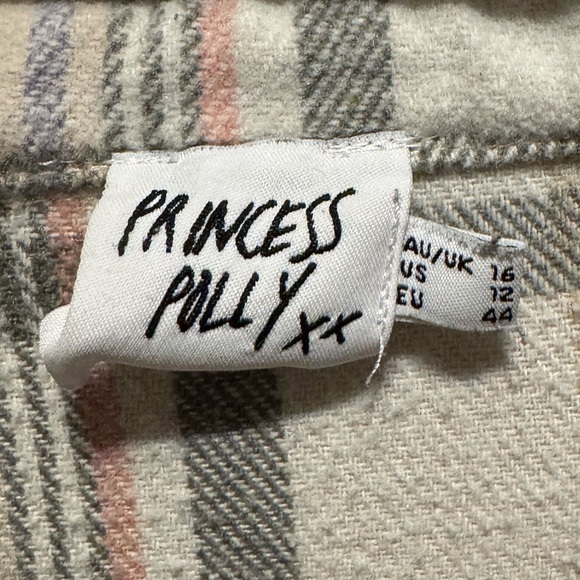 PRINCESS
POLLY xx
AU/UK 16
US 12
EU 44